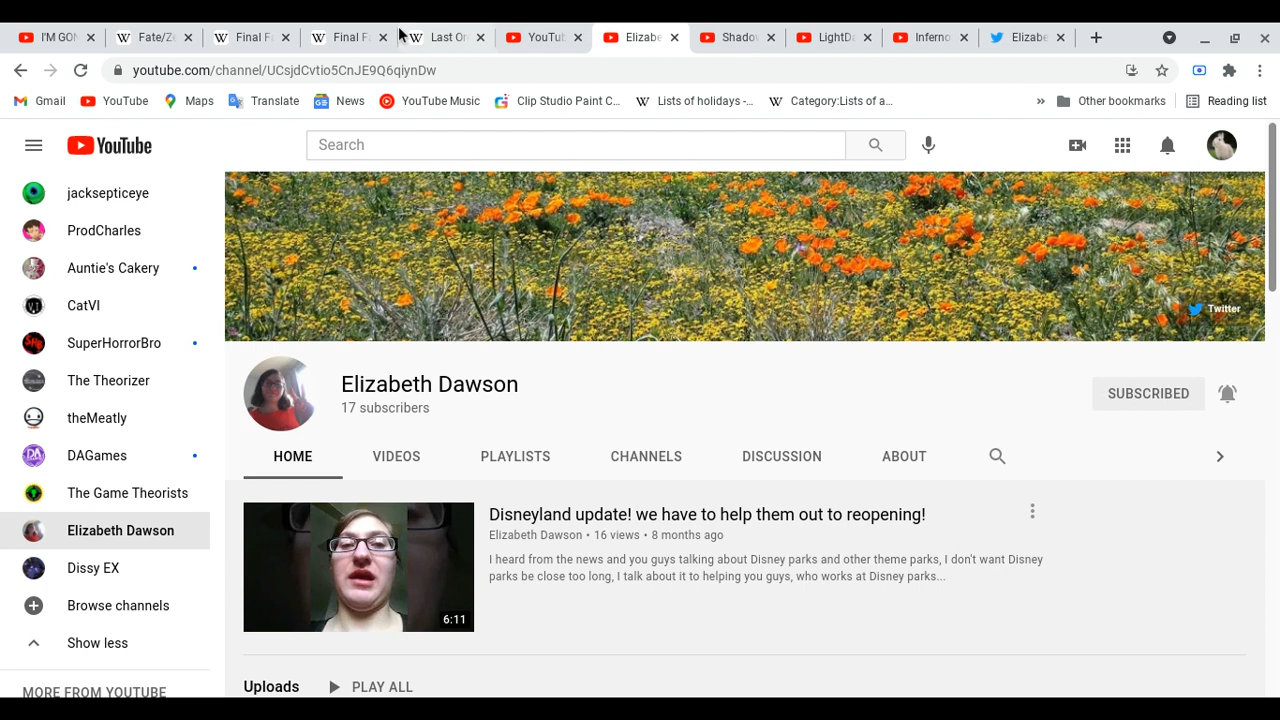 I'M GON
Fate/Ze
Final F
Final F
Last On
YouTub
Elizabe
Shadow
LightDa
Inferno
Elizabe
youtube.com/channel/UCsjdCvtio5CnJE9Q6qiynDw
Gmail YouTube Maps Translate News YouTube Music Clip Studio Paint C... Lists of holidays -... Category:Lists of a... » Other bookmarks Reading list
YouTube
Search
jacksepticeye
ProdCharles
Auntie's Cakery
CatVI
SuperHorrorBro
The Theorizer
theMeatly
DAGames
The Game Theorists
Elizabeth Dawson
Dissy EX
Browse channels
Show less
MORE FROM YOUTUBE
Twitter
Elizabeth Dawson
17 subscribers
SUBSCRIBED
HOME VIDEOS PLAYLISTS CHANNELS DISCUSSION ABOUT
6:11
Disneyland update! we have to help them out to reopening!
Elizabeth Dawson • 16 views • 8 months ago
I heard from the news and you guys talking about Disney parks and other theme parks, I don't want Disney
parks be close too long, I talk about it to helping you guys, who works at Disney parks...
Uploads PLAY ALL